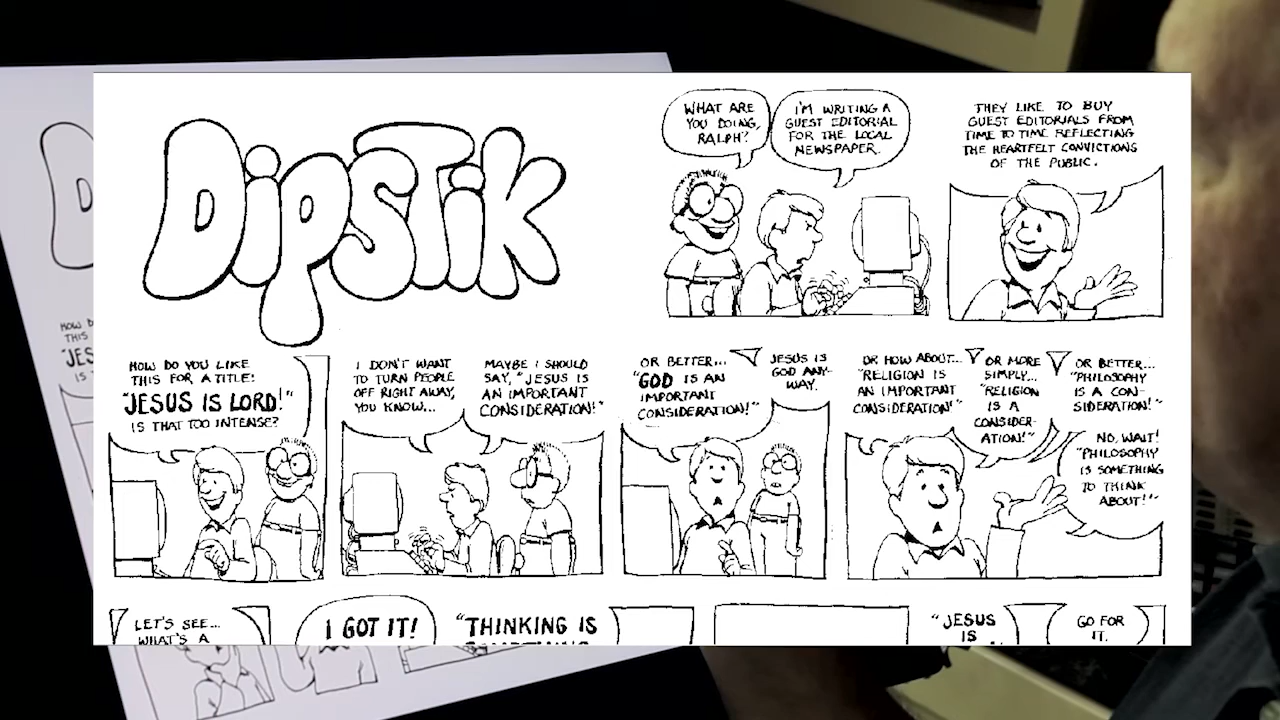 DipStik
WHAT ARE
YOU DOING,
RALPH?
I'M WRITING A
GUEST EDITORIAL
FOR THE LOCAL
NEWSPAPER.
THEY LIKE TO BUY
GUEST EDITORIALS FROM
TIME TO TIME REFLECTING
THE HEARTFELT CONVICTIONS
OF THE PUBLIC.
HOW DO YOU LIKE
THIS FOR A TITLE:
"JESUS IS LORD!"
IS THAT TOO INTENSE?
I DON'T WANT
TO TURN PEOPLE
OFF RIGHT AWAY,
YOU KNOW...
MAYBE I SHOULD
SAY, "JESUS IS
AN IMPORTANT
CONSIDERATION!"
OR BETTER...
"GOD IS AN
IMPORTANT
CONSIDERATION!"
JESUS IS
GOD ANY-
WAY.
OR HOW ABOUT...
"RELIGION IS
AN IMPORTANT
CONSIDERATION!"
OR MORE
SIMPLY...
"RELIGION
IS A
CONSIDER-
ATION!"
OR BETTER...
"PHILOSOPHY
IS A CON-
SIDERATION!"
NO, WAIT!
"PHILOSOPHY
IS SOMETHING
TO THINK
ABOUT!"
LET'S SEE...
WHAT'S A
I GOT IT!
"THINKING IS
SOMETHING
"JESUS
IS
GO FOR
IT.
D
HOW D
THIS
"JES
IS T